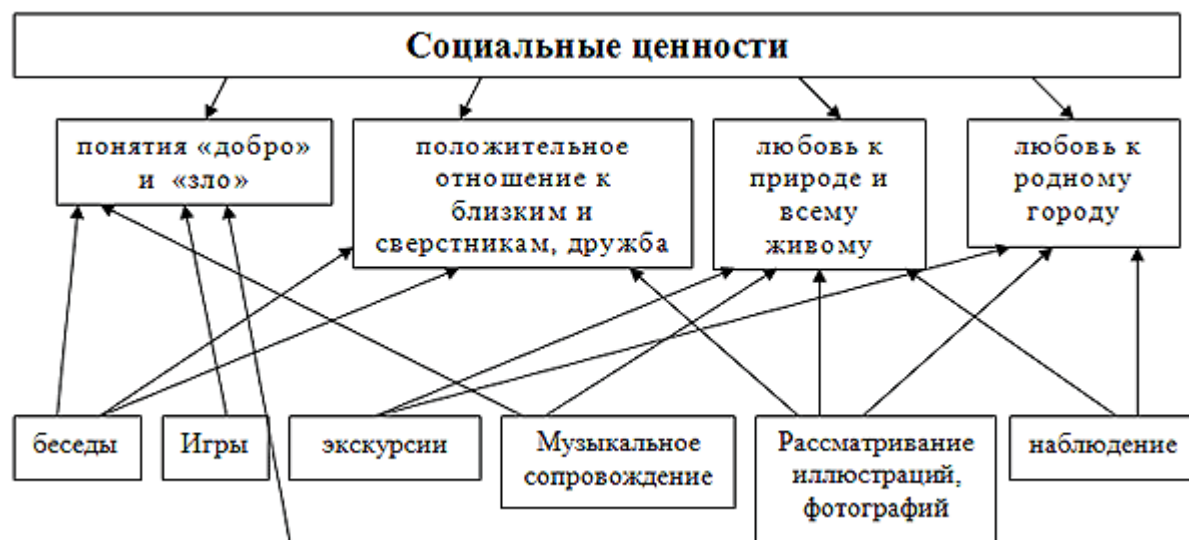 Социальные ценности
понятия «добро»
и «зло»
положительное
отношение к
близким и
сверстникам, дружба
любовь к
природе и
всему
живому
любовь к
родному
городу
беседы
Игры
экскурсии
Музыкальное
сопровождение
Рассматривание
иллюстраций,
фотографий
наблюдение